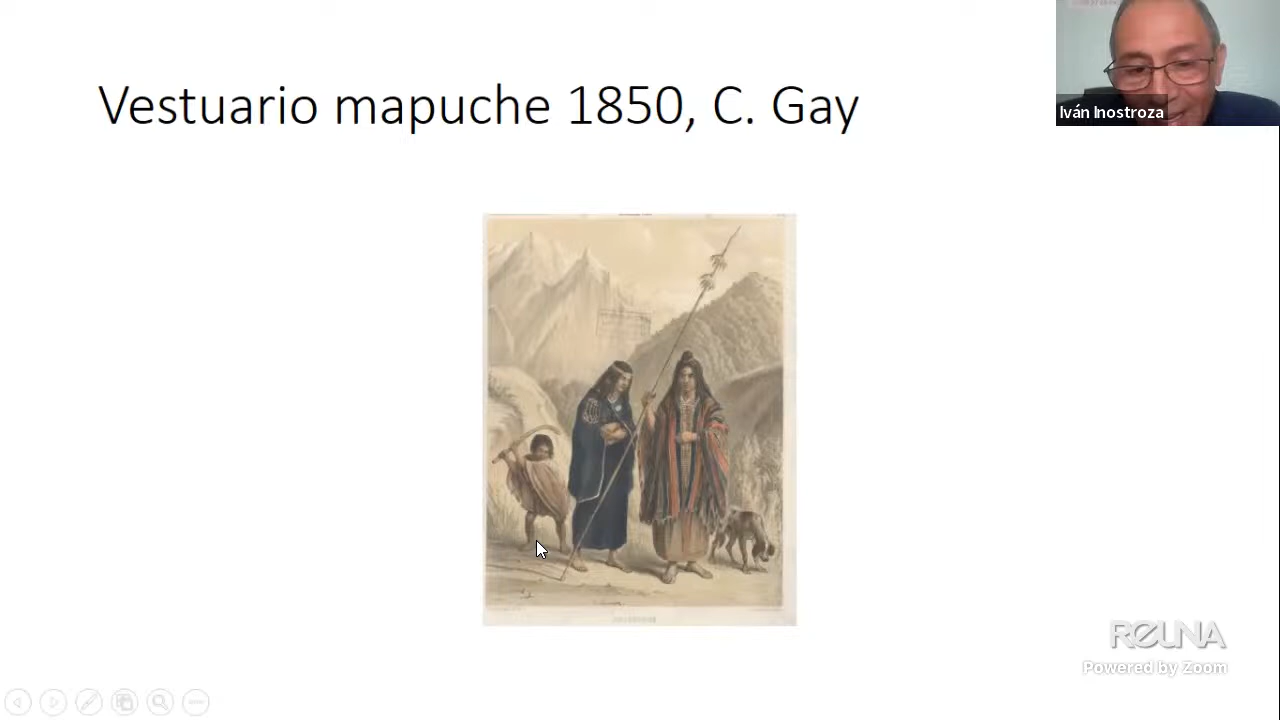 Vestuario mapuche 1850, C. Gay
Iván Inostroza
REUNA
Powered by Zoom